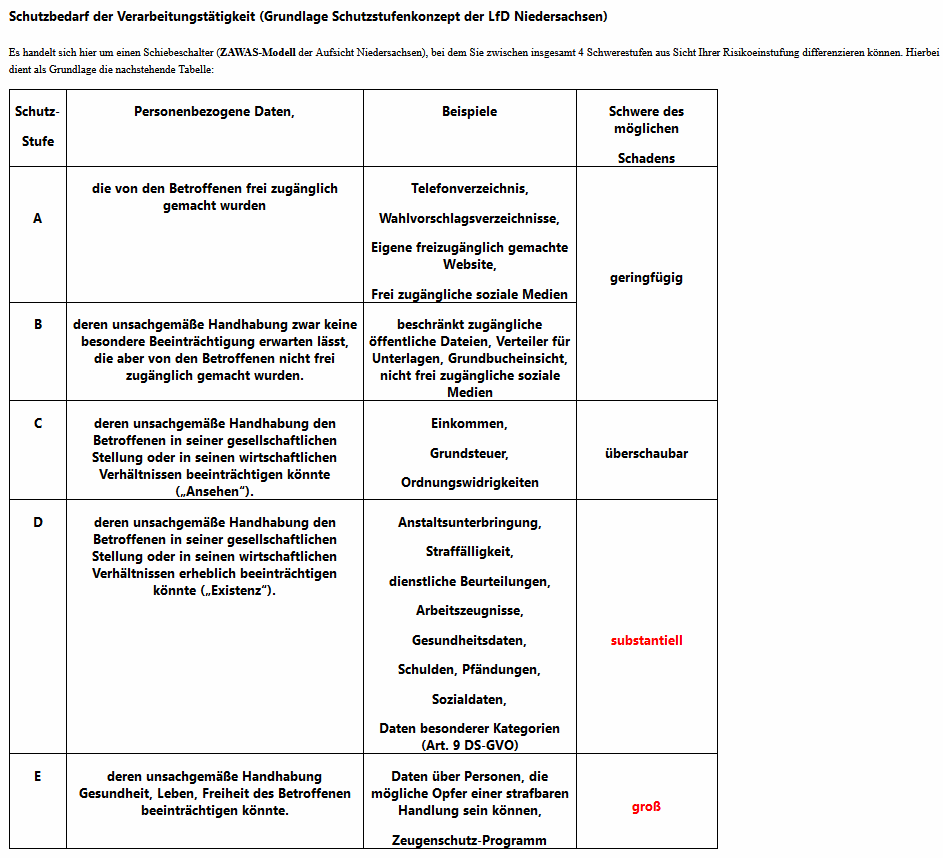 Schutzbedarf der Verarbeitungstätigkeit (Grundlage Schutzstufenkonzept der LfD Niedersachsen)
Es handelt sich hier um einen Schiebeschalter (ZAWAS-Modell der Aufsicht Niedersachsen), bei dem Sie zwischen insgesamt 4 Schwerestufen aus Sicht Ihrer Risikoeinstufung differenzieren können. Hierbei
dient als Grundlage die nachstehende Tabelle:
Schutz-
Stufe
Personenbezogene Daten,
Beispiele
Schwere des
möglichen
Schadens
A
die von den Betroffenen frei zugänglich
gemacht wurden
Telefonverzeichnis,
Wahlvorschlagsverzeichnisse,
Eigene freizugänglich gemachte
Website,
Frei zugängliche soziale Medien
geringfügig
B
deren unsachgemäße Handhabung zwar keine
besondere Beeinträchtigung erwarten lässt,
die aber von den Betroffenen nicht frei
zugänglich gemacht wurden.
beschränkt zugängliche
öffentliche Dateien, Verteiler für
Unterlagen, Grundbucheinsicht,
nicht frei zugängliche soziale
Medien
C
deren unsachgemäße Handhabung den
Betroffenen in seiner gesellschaftlichen
Stellung oder in seinen wirtschaftlichen
Verhältnissen beeinträchtigen könnte
(„Ansehen“).
Einkommen,
Grundsteuer,
Ordnungswidrigkeiten
überschaubar
D
deren unsachgemäße Handhabung den
Betroffenen in seiner gesellschaftlichen
Stellung oder in seinen wirtschaftlichen
Verhältnissen erheblich beeinträchtigen
könnte („Existenz“).
Anstaltsunterbringung,
Straffälligkeit,
dienstliche Beurteilungen,
Arbeitszeugnisse,
Gesundheitsdaten,
Schulden, Pfändungen,
Sozialdaten,
Daten besonderer Kategorien
(Art. 9 DS-GVO)
substantiell
E
deren unsachgemäße Handhabung
Gesundheit, Leben, Freiheit des Betroffenen
beeinträchtigen könnte.
Daten über Personen, die
mögliche Opfer einer strafbaren
Handlung sein können,
Zeugenschutz-Programm
groß